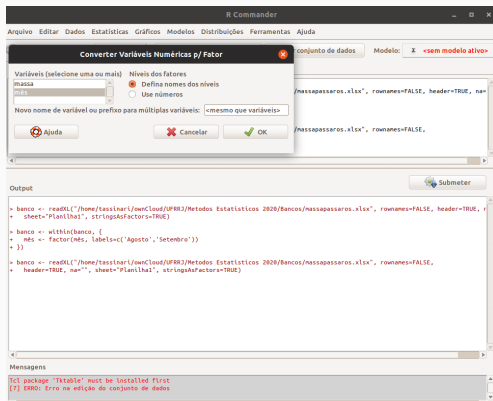 R Commander
Arquivo Editar Dados Estatísticas Gráficos Modelos Distribuições Ferramentas Ajuda
conjunto de dados Modelo: Σ <sem modelo ativo>
Converter Variáveis Numéricas p/ Fator
Variáveis (selecione uma ou mais) Níveis dos fatores
massa
mês
Defina nomes dos níveis
Use números
Novo nome de variável ou prefixo para múltiplas variáveis: <mesmo que variáveis>
Ajuda Cancelar OK
/massapassaros.xlsx", rownames=FALSE, header=TRUE, na=
/massapassaros.xlsx", rownames=FALSE,
Output
Submeter
> banco <- readXL("/home/tassinari/ownCloud/UFRRJ/Metodos Estatisticos 2020/Bancos/massapassaros.xlsx", rownames=FALSE, header=TRUE,
+ sheet="Planilha1", stringsAsFactors=TRUE)
> banco <- within(banco, {
+ mês <- factor(mês, labels=c('Agosto','Setembro'))
+ })
> banco <- readXL("/home/tassinari/ownCloud/UFRRJ/Metodos Estatisticos 2020/Bancos/massapassaros.xlsx", rownames=FALSE,
+ header=TRUE, na="", sheet="Planilha1", stringsAsFactors=TRUE)
Mensagens
Tcl package 'Tktable' must be installed first
[7] ERRO: Erro na edição do conjunto de dados